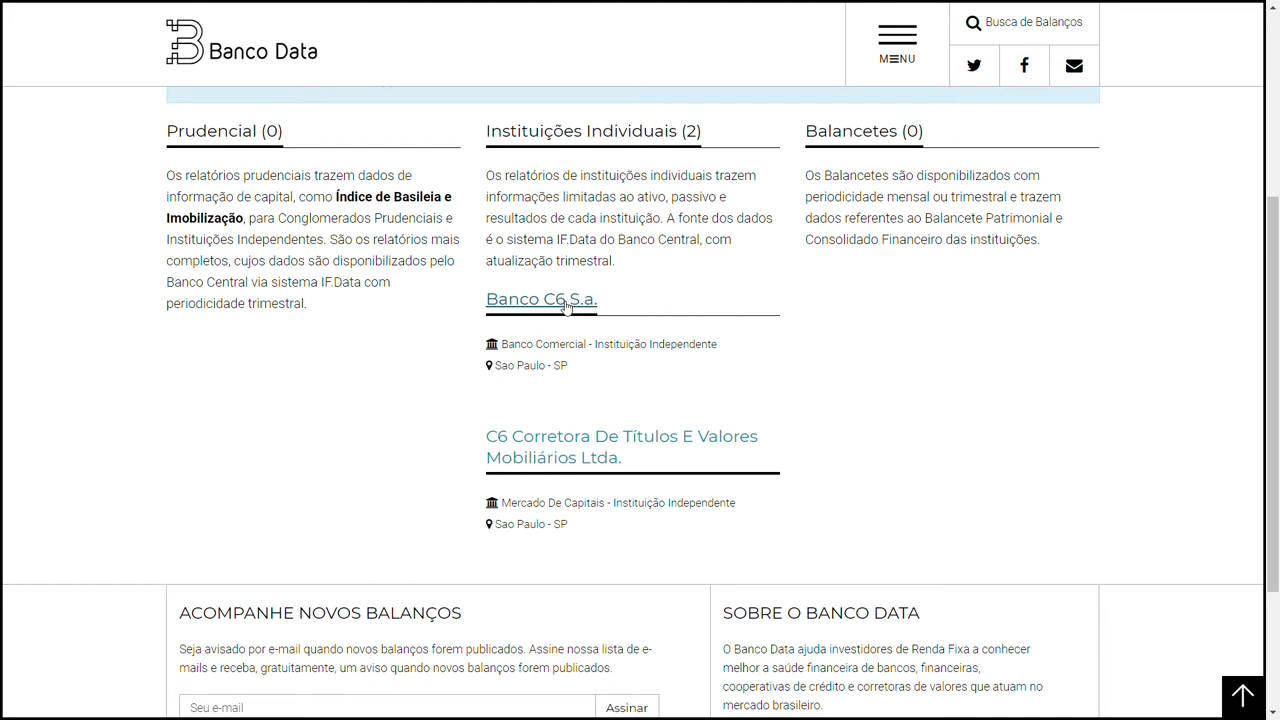 Banco Data
MENU
Busca de Balanços
Prudencial (0)
Os relatórios prudenciais trazem dados de
informação de capital, como Índice de Basileia e
Imobilização, para Conglomerados Prudenciais e
Instituições Independentes. São os relatórios mais
completos, cujos dados são disponibilizados pelo
Banco Central via sistema IF.Data com
periodicidade trimestral.
Instituições Individuais (2)
Os relatórios de instituições individuais trazem
informações limitadas ao ativo, passivo e
resultados de cada instituição. A fonte dos dados
é o sistema IF.Data do Banco Central, com
atualização trimestral.
Banco C6 S.a.
Banco Comercial - Instituição Independente
Sao Paulo - SP
C6 Corretora De Títulos E Valores
Mobiliários Ltda.
Mercado De Capitais - Instituição Independente
Sao Paulo - SP
Balancetes (0)
Os Balancetes são disponibilizados com
periodicidade mensal ou trimestral e trazem
dados referentes ao Balancete Patrimonial e
Consolidado Financeiro das instituições.
ACOMPANHE NOVOS BALANÇOS
Seja avisado por e-mail quando novos balanços forem publicados. Assine nossa lista de e-
mails e receba, gratuitamente, um aviso quando novos balanços forem publicados.
Seu e-mail
Assinar
SOBRE O BANCO DATA
O Banco Data ajuda investidores de Renda Fixa a conhecer
melhor a saúde financeira de bancos, financeiras,
cooperativas de crédito e corretoras de valores que atuam no
mercado brasileiro.